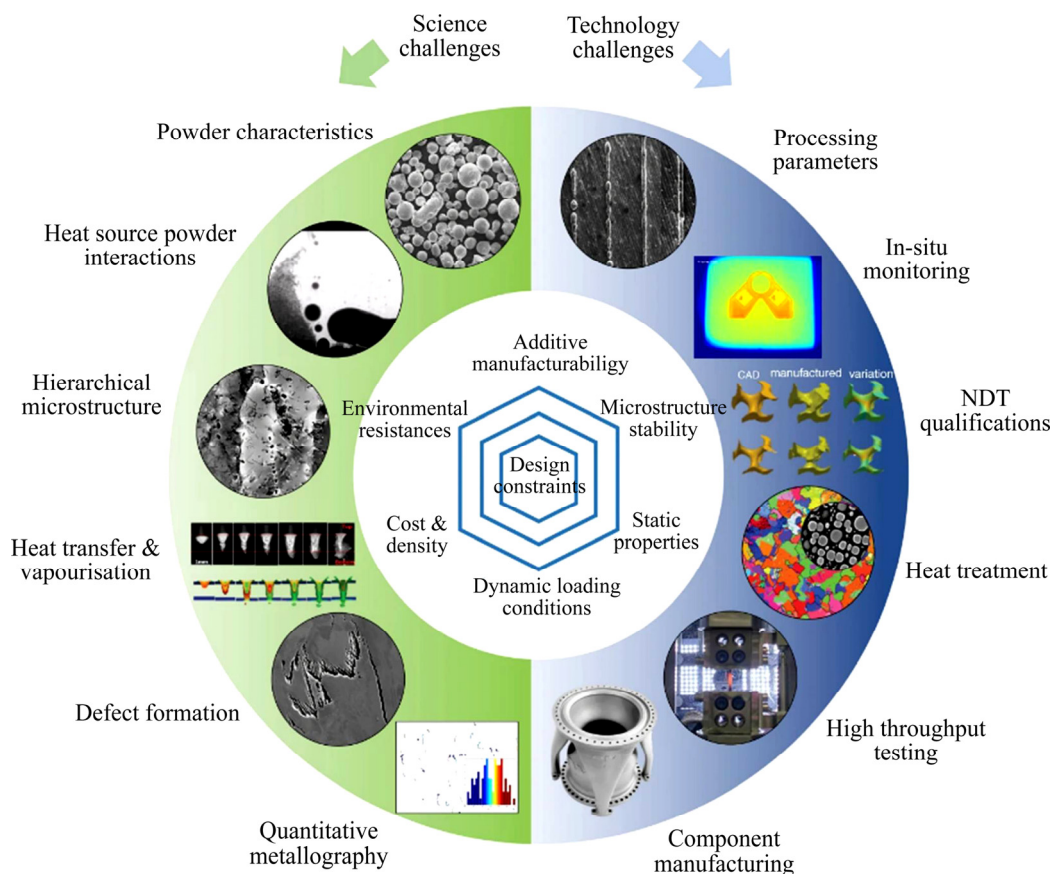 Science
challenges
Technology
challenges
Powder characteristics
Heat source powder
interactions
Hierarchical
microstructure
Heat transfer &
vapourisation
Defect formation
Quantitative
metallography
Processing
parameters
In-situ
monitoring
CAD manufactured variation
NDT
qualifications
Heat treatment
High throughput
testing
Component
manufacturing
Additive
manufacturabiligy
Environmental
resistances
Microstructure
stability
Design
constraints
Cost &
density
Static
properties
Dynamic loading
conditions